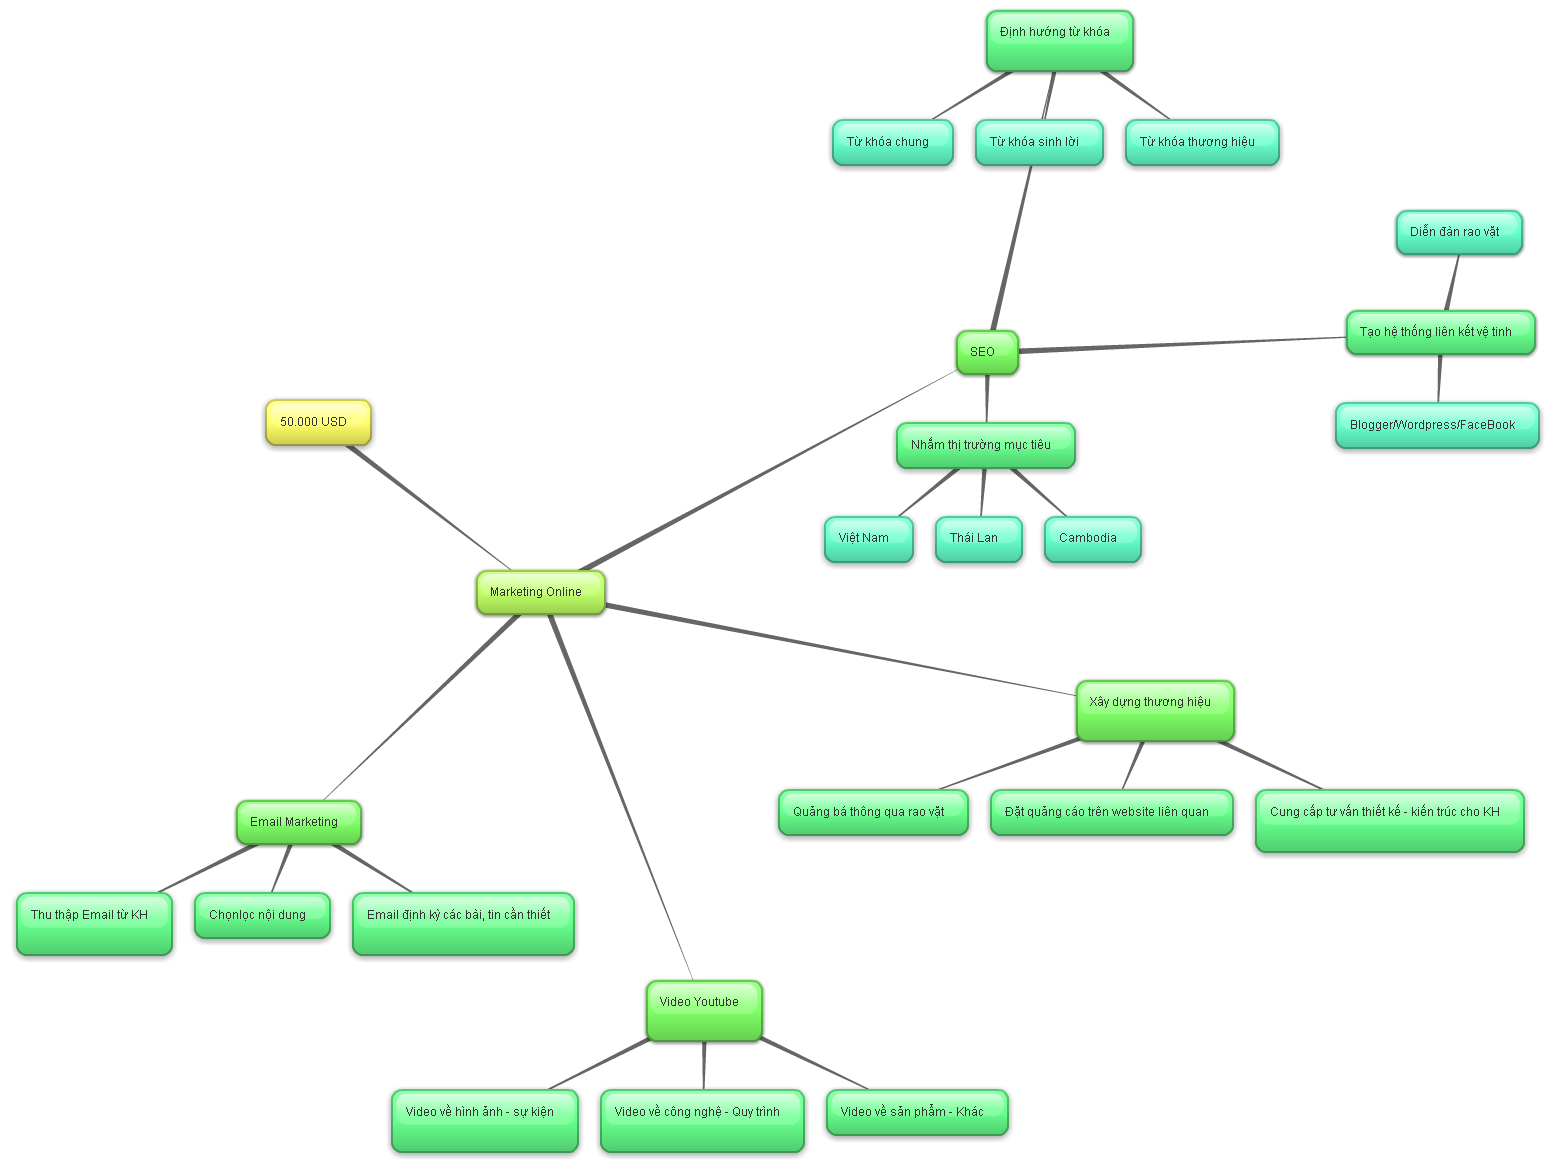 Định hướng từ khóa
Từ khóa chung
Từ khóa sinh lời
Từ khóa thương hiệu
Diễn đàn rao vặt
Tạo hệ thống liên kết vệ tinh
SEO
Blogger/Wordpress/FaceBook
50.000 USD
Nhắm thị trường mục tiêu
Việt Nam
Thái Lan
Cambodia
Marketing Online
Xây dựng thương hiệu
Quảng bá thông qua rao vặt
Đặt quảng cáo trên website liên quan
Cung cấp tư vấn thiết kế - kiến trúc cho KH
Email Marketing
Thu thập Email từ KH
Chọnlọc nội dung
Email định kỳ các bài, tin cần thiết
Video Youtube
Video về hình ảnh - sự kiện
Video về công nghệ - Quy trình
Video về sản phẩm - Khác